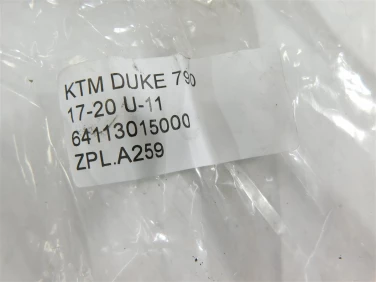 KTM DUKE 790
17-20 U-11
64113015000
ZPL.A259